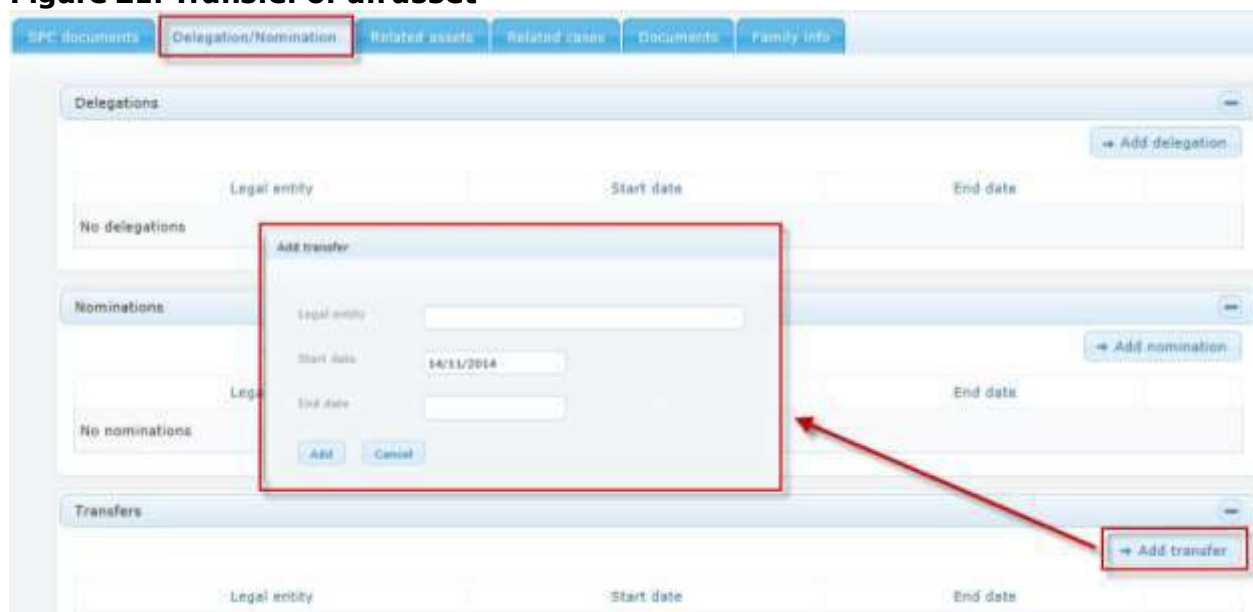 Figure 21: Transfer of an asset
SPC documents Delegation/Nomination Related assets Related cases Documents Family info
Delegations
→ Add delegation
Legal entity Start date End date
No delegations
Add transfer
Legal entity
Start date 14/11/2014
End date
Add Cancel
Nominations
→ Add nomination
Lega End date
No nominations
Transfers
→ Add transfer
Legal entity Start date End date